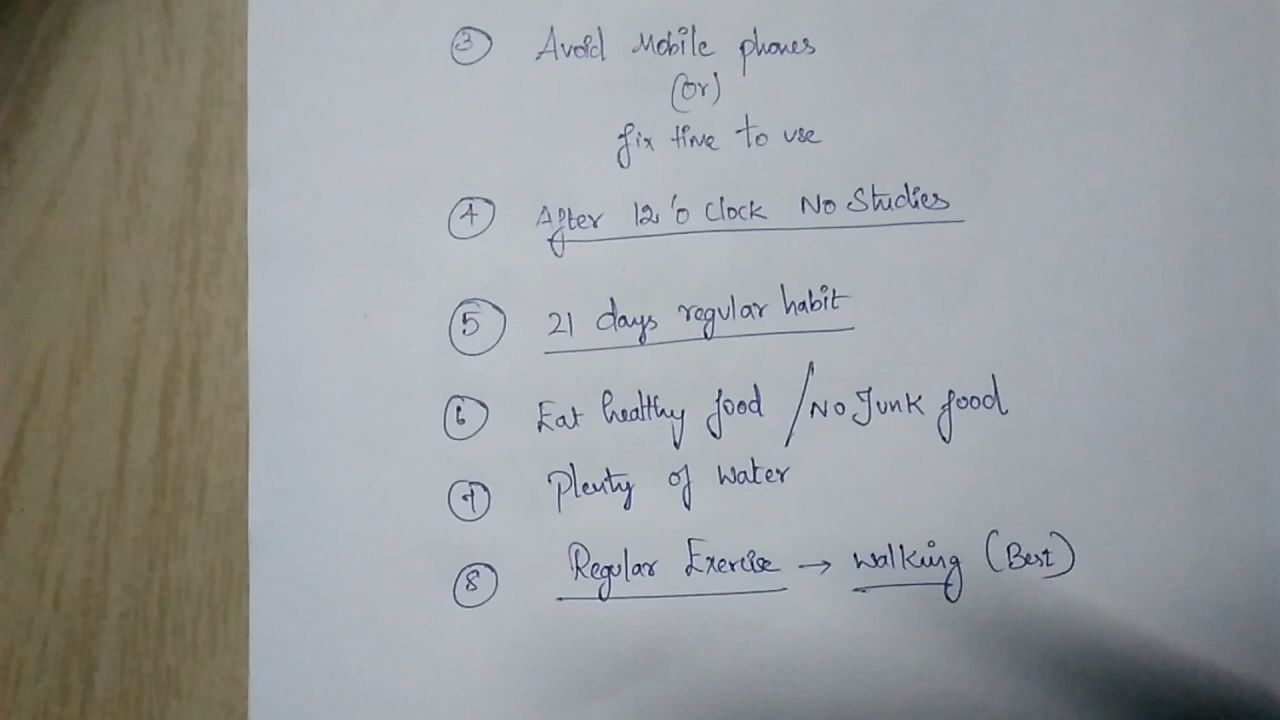 ③ Avoid Mobile phones
(or)
fix time to use
④ After 12'o Clock No Studies
⑤ 21 days regular habit
⑥ Eat healthy food / No Junk food
⑦ Plenty of water
⑧ Regular Exercise → walking (Best)